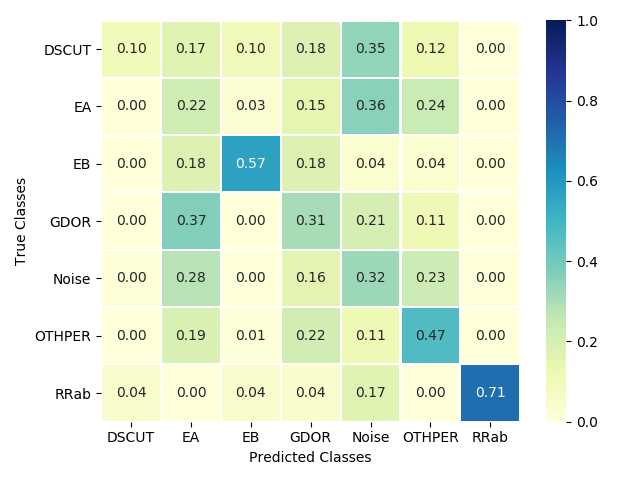 DSCUT 0.10 0.17 0.10 0.18 0.35 0.12 0.00
EA 0.00 0.22 0.03 0.15 0.36 0.24 0.00
EB 0.00 0.18 0.57 0.18 0.04 0.04 0.00
GDOR 0.00 0.37 0.00 0.31 0.21 0.11 0.00
Noise 0.00 0.28 0.00 0.16 0.32 0.23 0.00
OTHPER 0.00 0.19 0.01 0.22 0.11 0.47 0.00
RRab 0.04 0.00 0.04 0.04 0.17 0.00 0.71
DSCUT EA EB GDOR Noise OTHPER RRab
Predicted Classes
True Classes
1.0
0.8
0.6
0.4
0.2
0.0